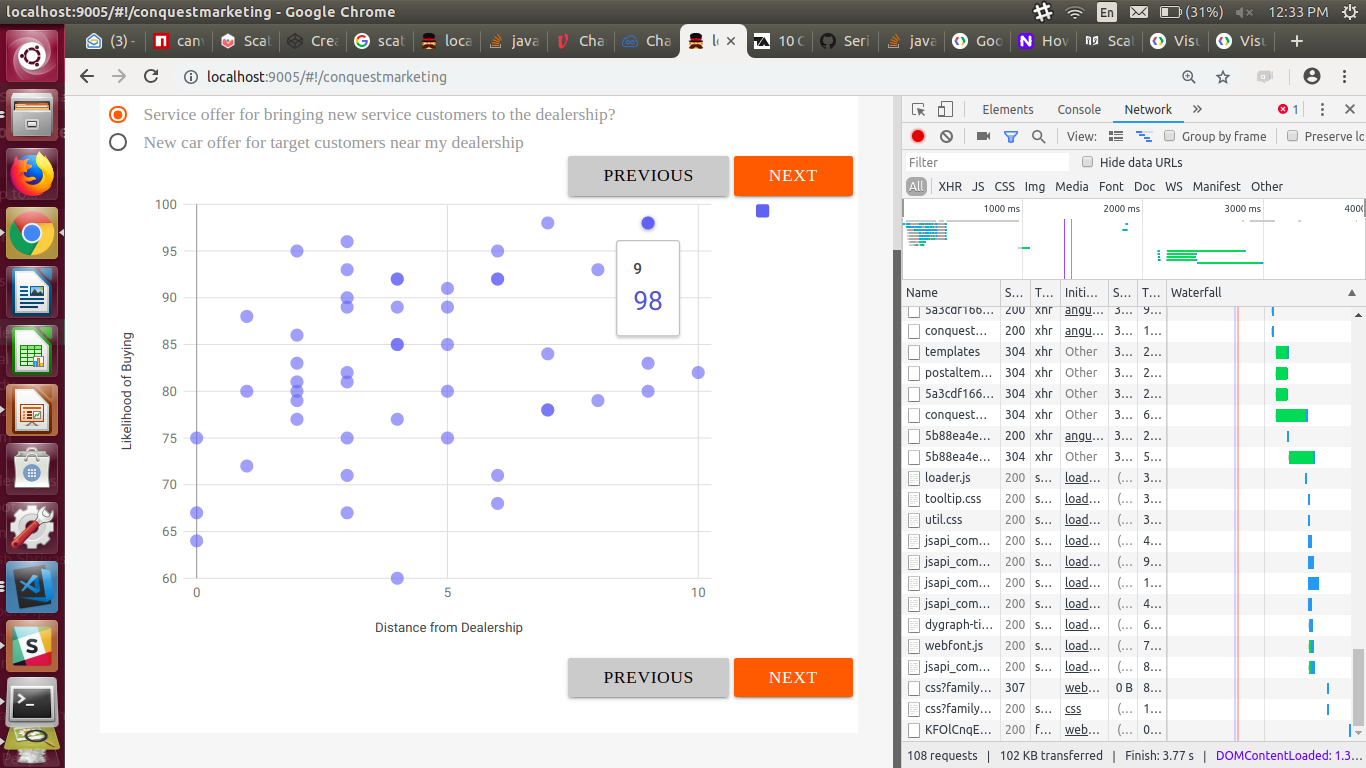 localhost:9005/#!/conquestmarketing - Google Chrome
En (31%) 12:33 PM
(3) - canv Scat Crea scat loca java Cha Cha lo 10 C Seri java Goo How Scat Visu Visu
localhost:9005/#!/conquestmarketing
Service offer for bringing new service customers to the dealership?
New car offer for target customers near my dealership
PREVIOUS NEXT
100
95
90
85
80
75
70
65
60
Likelihood of Buying
9
98
0 5 10
Distance from Dealership
PREVIOUS NEXT
Elements Console Network » 1
View: Group by frame Preserve lo
Filter Hide data URLs
All XHR JS CSS Img Media Font Doc WS Manifest Other
1000 ms 2000 ms 3000 ms 400
Name S... T... Initi... S... T... Waterfall
5a3cdf166... 200 xhr angu... 3... 9...
conquest... 200 xhr angu... 3... 1...
templates 304 xhr Other 3... 2...
postaltem... 304 xhr Other 3... 2...
5a3cdf166... 304 xhr Other 3... 2...
conquest... 304 xhr Other 3... 6...
5b88ea4e... 200 xhr angu... 3... 2...
5b88ea4e... 304 xhr Other 3... 5...
loader.js 200 s... load... (... 3...
tooltip.css 200 s... load... (... 3...
util.css 200 s... load... (... 3...
jsapi_com... 200 s... load... (... 4...
jsapi_com... 200 s... load... (... 9...
jsapi_com... 200 s... load... (... 1...
jsapi_com... 200 s... load... (... 4...
dygraph-ti... 200 s... load... (... 6...
webfont.js 200 s... load... (... 7...
jsapi_com... 200 s... load... (... 8...
css?family... 307 web... 0 B 8...
css?family... 200 s... css (... 1...
KFOlCnqE... 200 f... web... (... 0...
108 requests | 102 KB transferred | Finish: 3.77 s | DOMContentLoaded: 1.3...